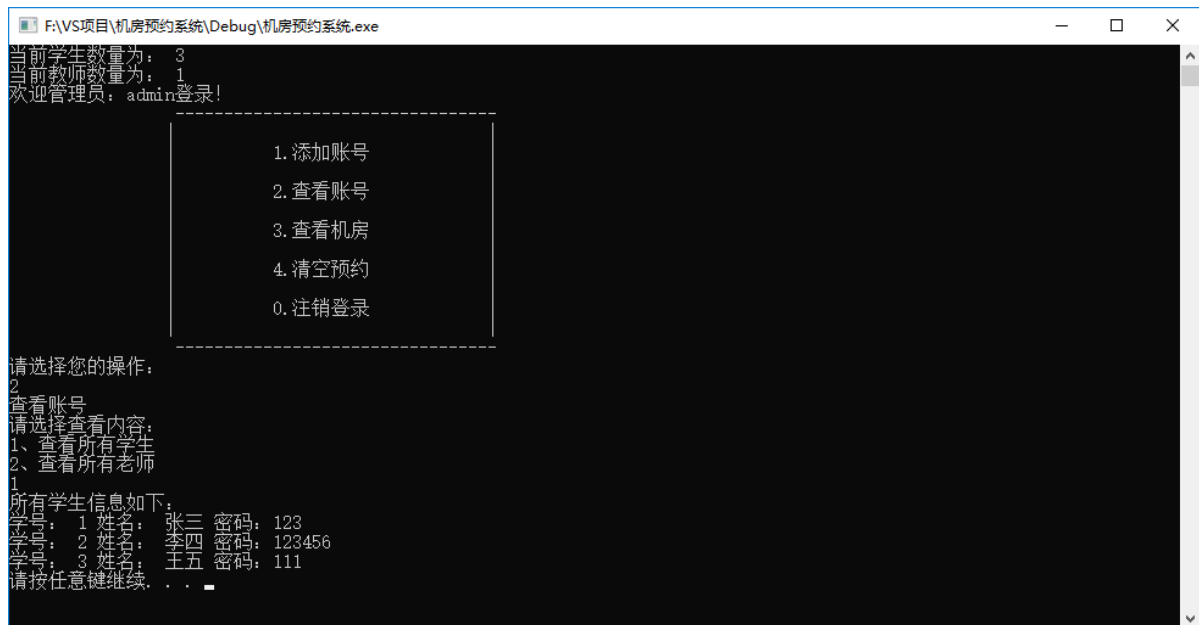 F:\VS项目\机房预约系统\Debug\机房预约系统.exe
当前学生数量为： 3
当前教师数量为： 1
欢迎管理员：admin登录!
1.添加账号
2.查看账号
3.查看机房
4.清空预约
0.注销登录
请选择您的操作：
2
查看账号
请选择查看内容：
1、查看所有学生
2、查看所有老师
1
所有学生信息如下：
学号： 1 姓名： 张三 密码：123
学号： 2 姓名： 李四 密码：123456
学号： 3 姓名： 王五 密码：111
请按任意键继续. . .